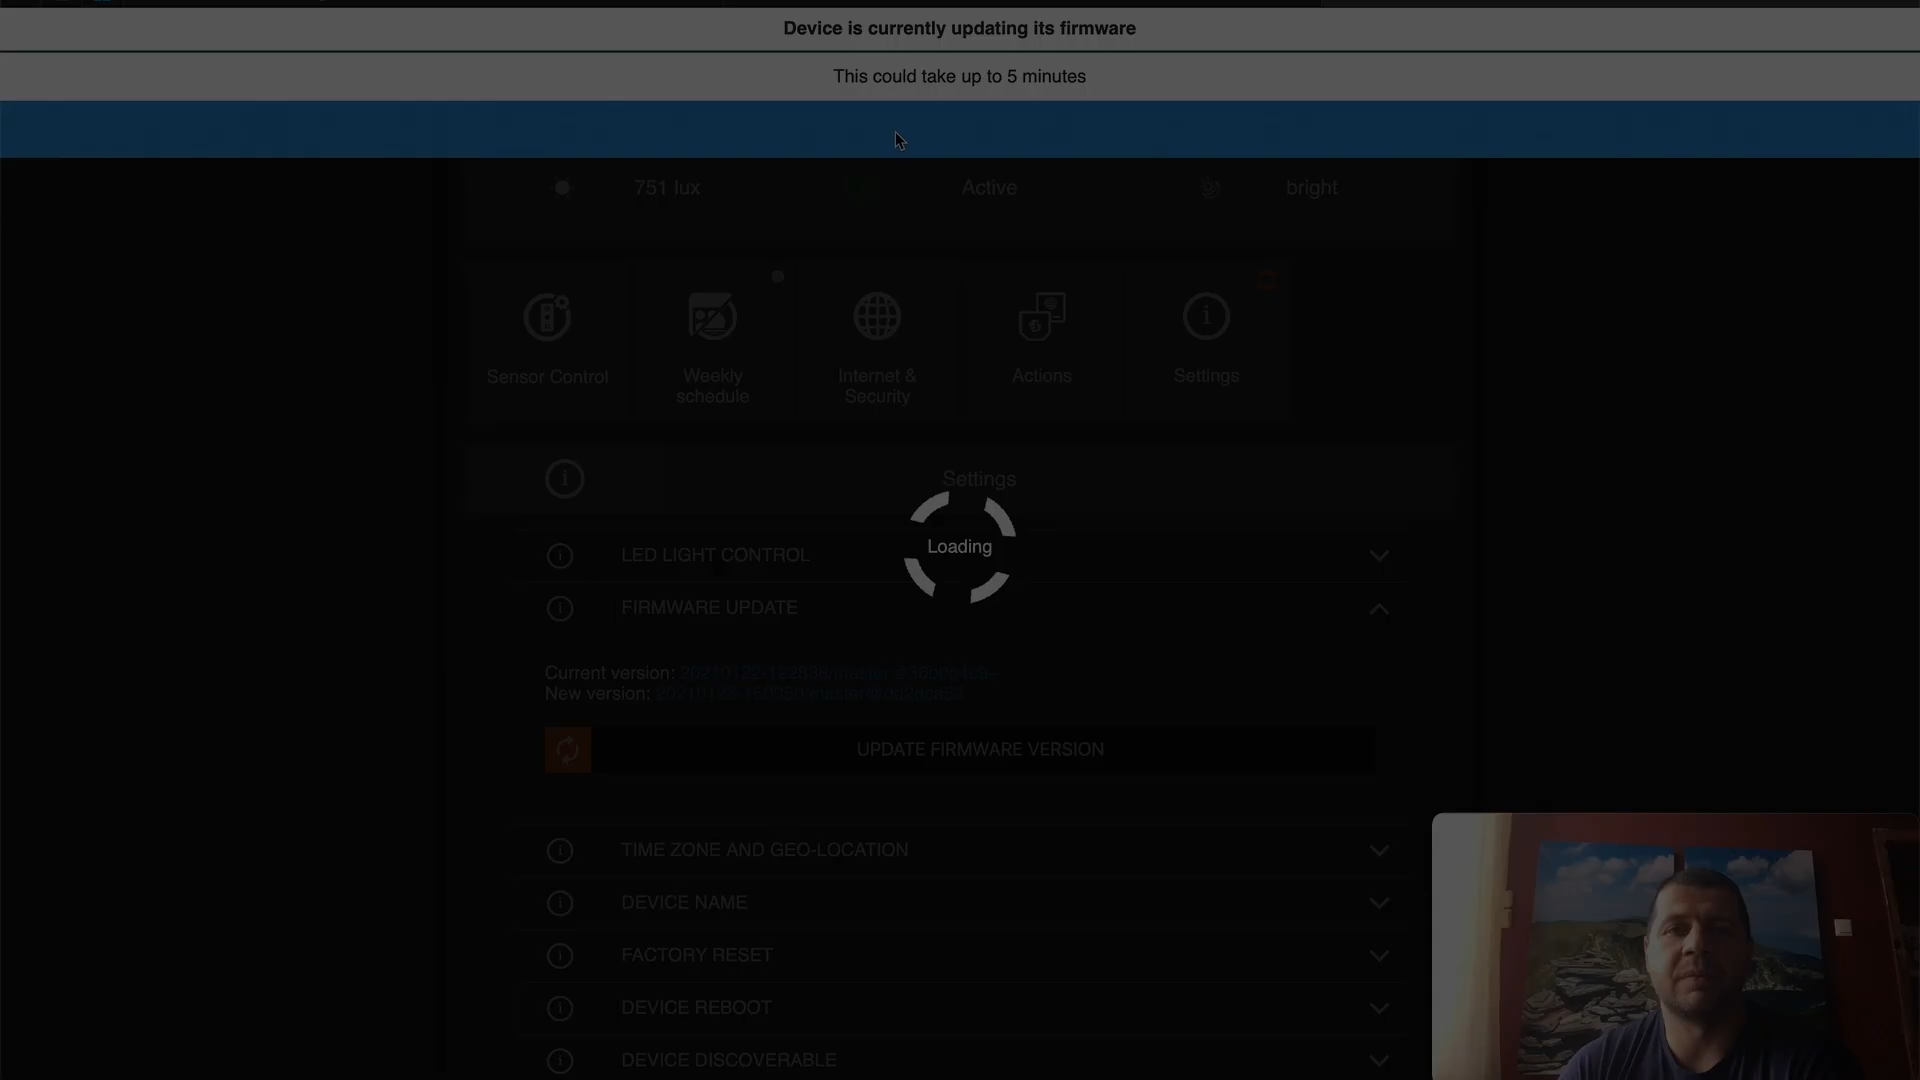 Device is currently updating its firmware
This could take up to 5 minutes
751 lux
Active
bright
Sensor Control
Weekly
schedule
Internet &
Security
Actions
Settings
Settings
Loading
LED LIGHT CONTROL
FIRMWARE UPDATE
Current version:
New version:
UPDATE FIRMWARE VERSION
TIME ZONE AND GEO-LOCATION
DEVICE NAME
FACTORY RESET
DEVICE REBOOT
DEVICE DISCOVERABLE